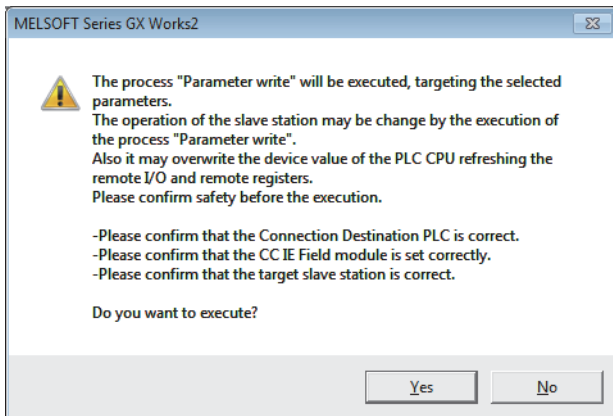 MELSOFT Series GX Works2
The process "Parameter write" will be executed, targeting the selected
parameters.
The operation of the slave station may be change by the execution of
the process "Parameter write".
Also it may overwrite the device value of the PLC CPU refreshing the
remote I/O and remote registers.
Please confirm safety before the execution.
-Please confirm that the Connection Destination PLC is correct.
-Please confirm that the CC IE Field module is set correctly.
-Please confirm that the target slave station is correct.
Do you want to execute?
Yes No